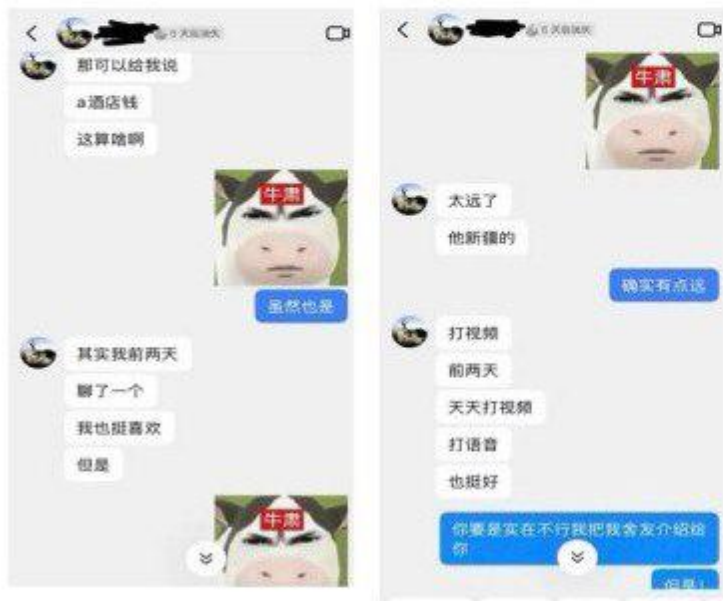 那可以给我说
a酒店钱
这算啥啊
牛肃
虽然也是
其实我前两天
聊了一个
我也挺喜欢
但是
牛肃
牛肃
太远了
他新疆的
确实有点远
打视频
前两天
天天打视频
打语音
也挺好
你要是实在不行我把我舍友介绍给
你